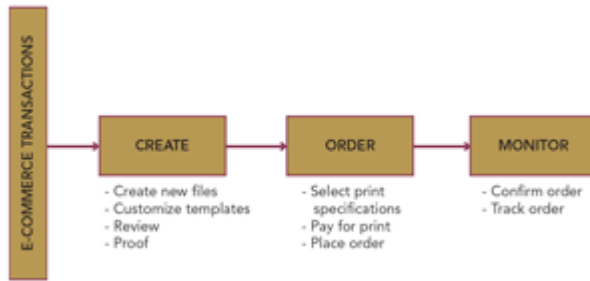 E-COMMERCE TRANSACTIONS
CREATE
- Create new files
- Customize templates
- Review
- Proof
ORDER
- Select print
specifications
- Pay for print
- Place order
MONITOR
- Confirm order
- Track order